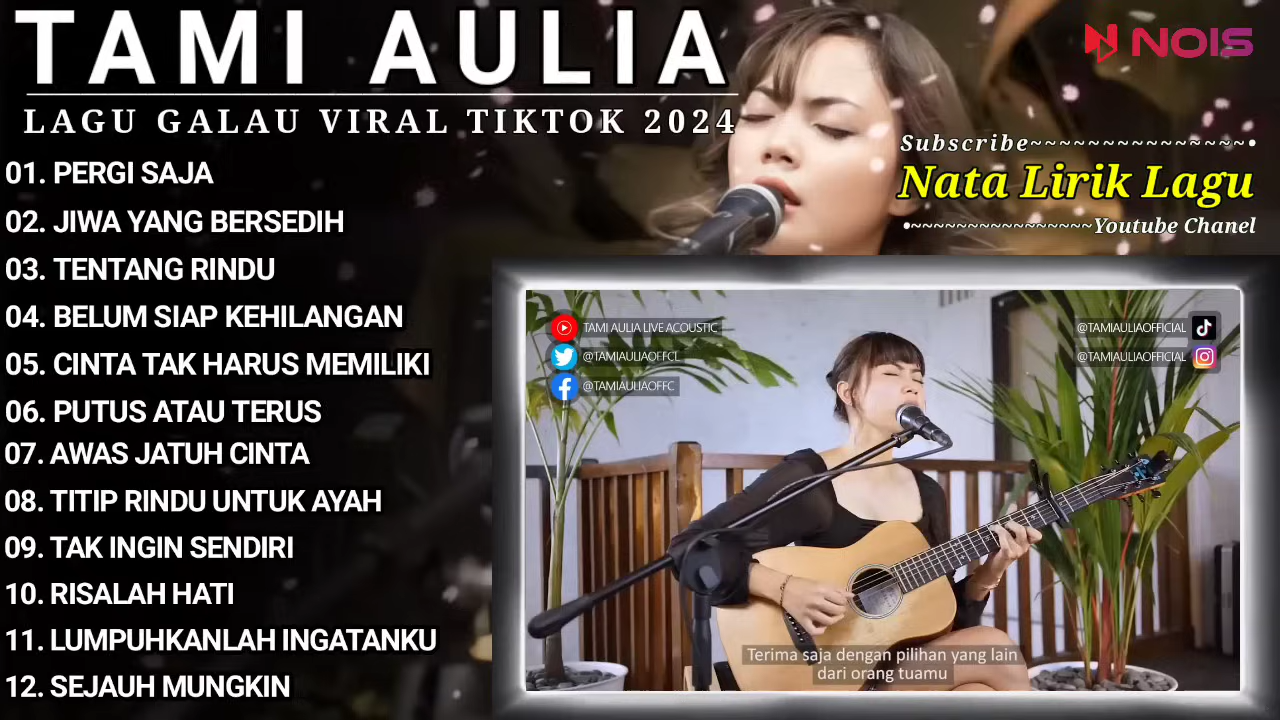 TAMI AULIA
LAGU GALAU VIRAL TIKTOK 2024
NOIS
Subscribe~~~~~~~~~~~~~~~•
Nata Lirik Lagu
•~~~~~~~~~~~~~~~~Youtube Chanel
01. PERGI SAJA
02. JIWA YANG BERSEDIH
03. TENTANG RINDU
04. BELUM SIAP KEHILANGAN
05. CINTA TAK HARUS MEMILIKI
06. PUTUS ATAU TERUS
07. AWAS JATUH CINTA
08. TITIP RINDU UNTUK AYAH
09. TAK INGIN SENDIRI
10. RISALAH HATI
11. LUMPUHKANLAH INGATANKU
12. SEJAUH MUNGKIN
TAMI AULIA LIVE ACOUSTIC
@TAMIAULIAOFFCL
@TAMIAULIAOFFC
@TAMIAULIAOFFICIAL
@TAMIAULIAOFFICIAL
Terima saja dengan pilihan yang lain
dari orang tuamu